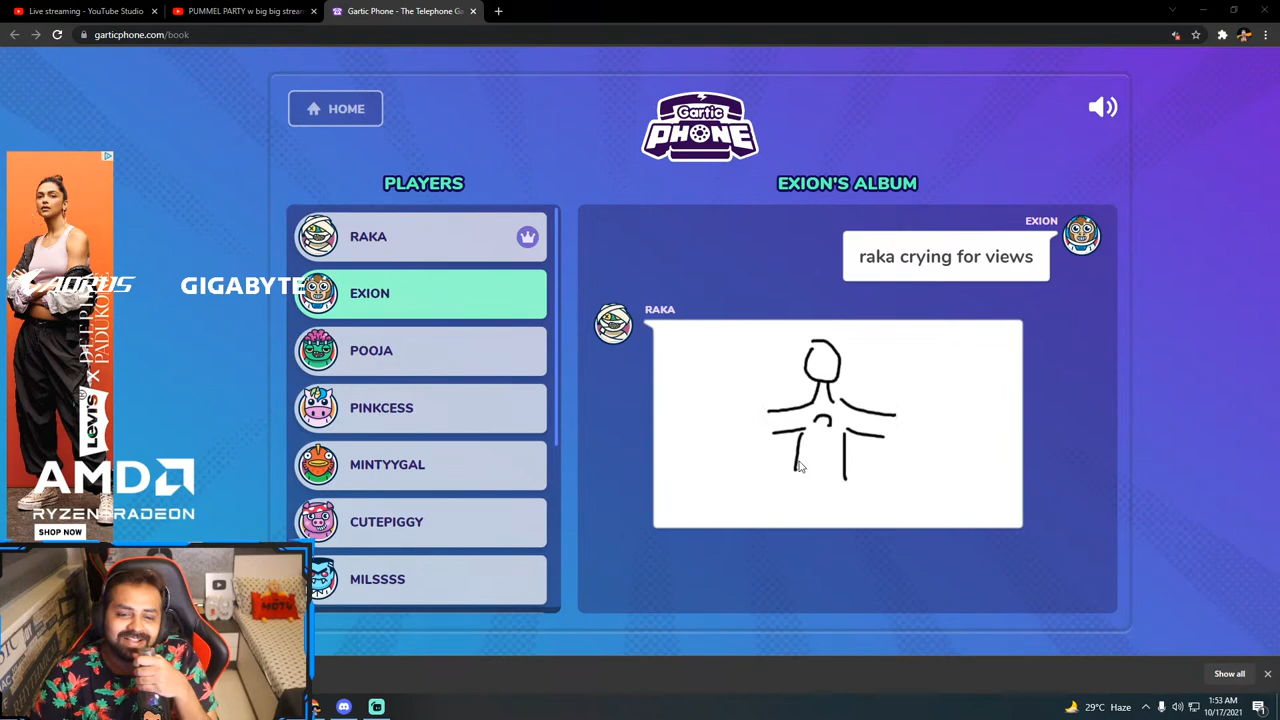 Live streaming - YouTube Studio
PUMMEL PARTY w big big strea
Gartic Phone - The Telephone Ga
garticphone.com/book
HOME
Gartic
PHONE
PLAYERS
EXION'S ALBUM
RAKA
EXION
POOJA
PINKCESS
MINTYYGAL
CUTEPIGGY
MILSSSS
EXION
raka crying for views
RAKA
AORUS
GIGABYTE
Levi's
X
DEEPIKA
PADUKONE
AMD
RYZEN
RADEON
SHOP NOW
MOTU
Show all
29°C Haze
1:53 AM
10/17/2021